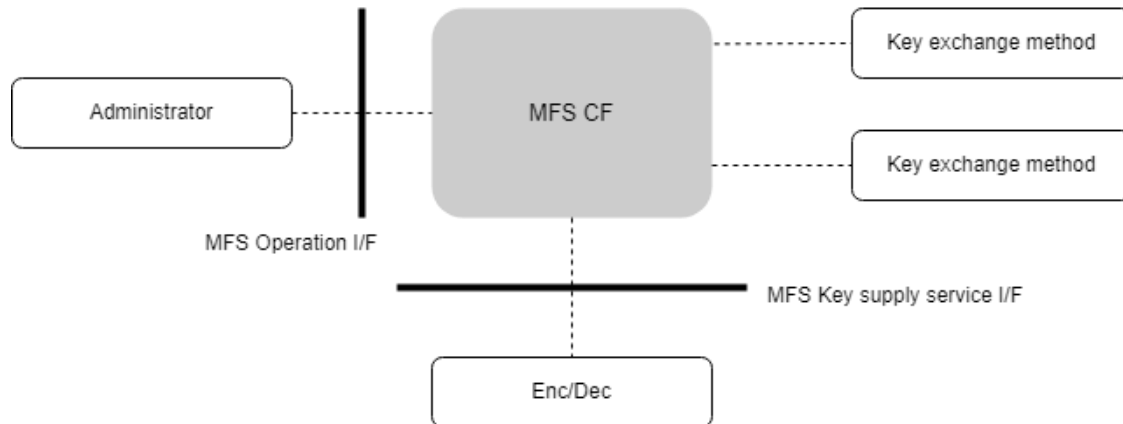 Key exchange method
Administrator
MFS CF
Key exchange method
MFS Operation I/F
MFS Key supply service I/F
Enc/Dec